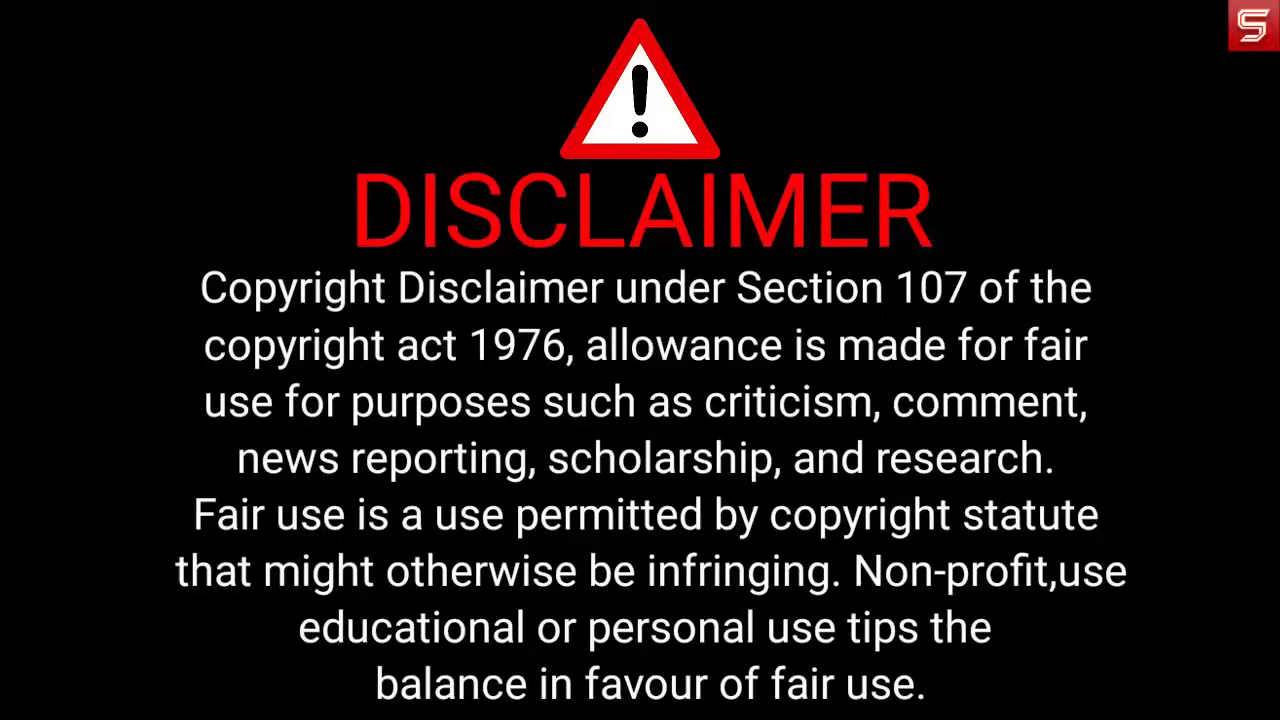 S
DISCLAIMER
Copyright Disclaimer under Section 107 of the
copyright act 1976, allowance is made for fair
use for purposes such as criticism, comment,
news reporting, scholarship, and research.
Fair use is a use permitted by copyright statute
that might otherwise be infringing. Non-profit,use
educational or personal use tips the
balance in favour of fair use.